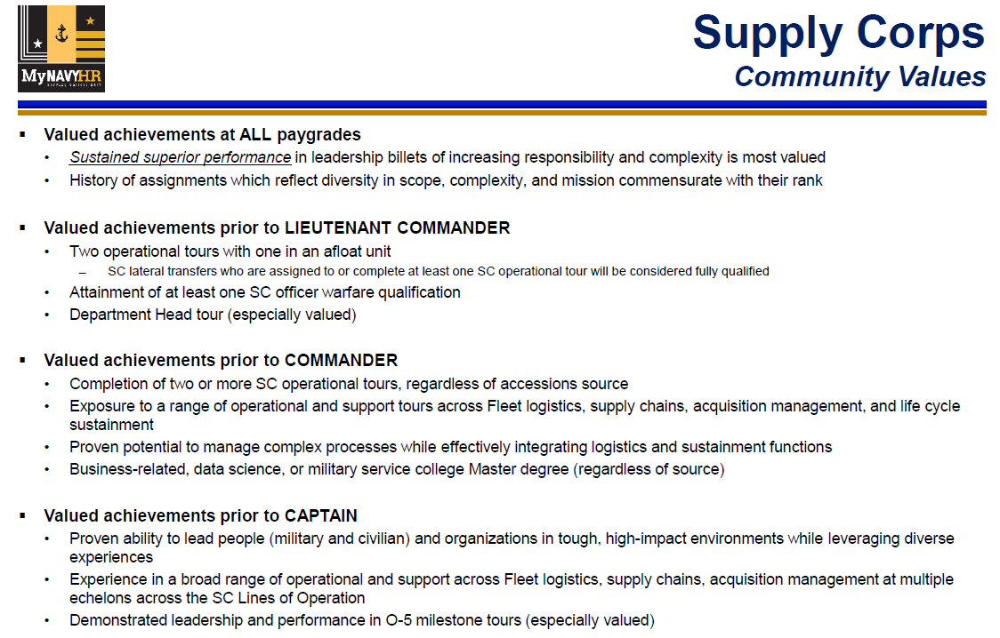 MyNAVYHR
Supply Corps
Community Values
▪ Valued achievements at ALL paygrades
• Sustained superior performance in leadership billets of increasing responsibility and complexity is most valued
• History of assignments which reflect diversity in scope, complexity, and mission commensurate with their rank
▪ Valued achievements prior to LIEUTENANT COMMANDER
• Two operational tours with one in an afloat unit
– SC lateral transfers who are assigned to or complete at least one SC operational tour will be considered fully qualified
• Attainment of at least one SC officer warfare qualification
• Department Head tour (especially valued)
▪ Valued achievements prior to COMMANDER
• Completion of two or more SC operational tours, regardless of accessions source
• Exposure to a range of operational and support tours across Fleet logistics, supply chains, acquisition management, and life cycle
sustainment
• Proven potential to manage complex processes while effectively integrating logistics and sustainment functions
• Business-related, data science, or military service college Master degree (regardless of source)
▪ Valued achievements prior to CAPTAIN
• Proven ability to lead people (military and civilian) and organizations in tough, high-impact environments while leveraging diverse
experiences
• Experience in a broad range of operational and support across Fleet logistics, supply chains, acquisition management at multiple
echelons across the SC Lines of Operation
• Demonstrated leadership and performance in O-5 milestone tours (especially valued)